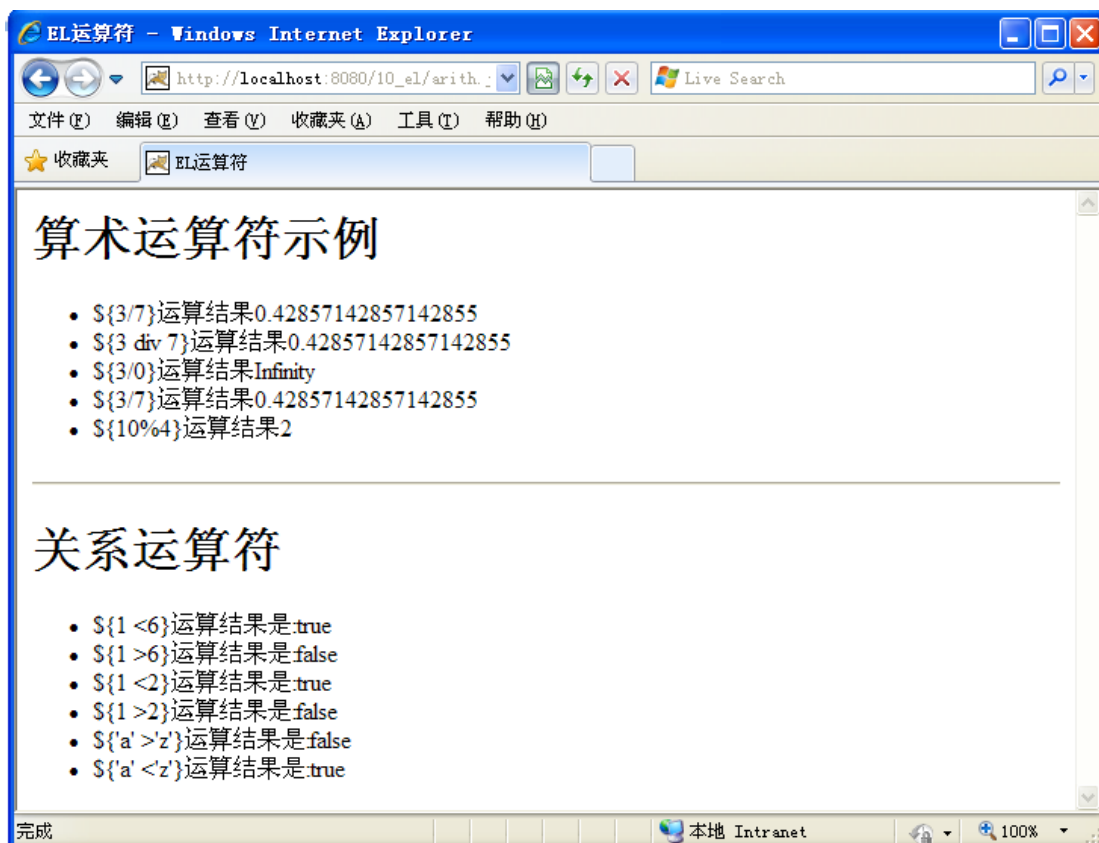 EL运算符 - Windows Internet Explorer
http://localhost:8080/10_el/arith.j
Live Search
文件(F) 编辑(E) 查看(V) 收藏夹(A) 工具(T) 帮助(H)
收藏夹 EL运算符
算术运算符示例
• ${3/7}运算结果0.42857142857142855
• ${3 div 7}运算结果0.42857142857142855
• ${3/0}运算结果Infinity
• ${3/7}运算结果0.42857142857142855
• ${10%4}运算结果2
关系运算符
• ${1 <6}运算结果是:true
• ${1 >6}运算结果是:false
• ${1 <2}运算结果是:true
• ${1 >2}运算结果是:false
• ${'a' >'z'}运算结果是:false
• ${'a' <'z'}运算结果是:true
完成 本地 Intranet 100%